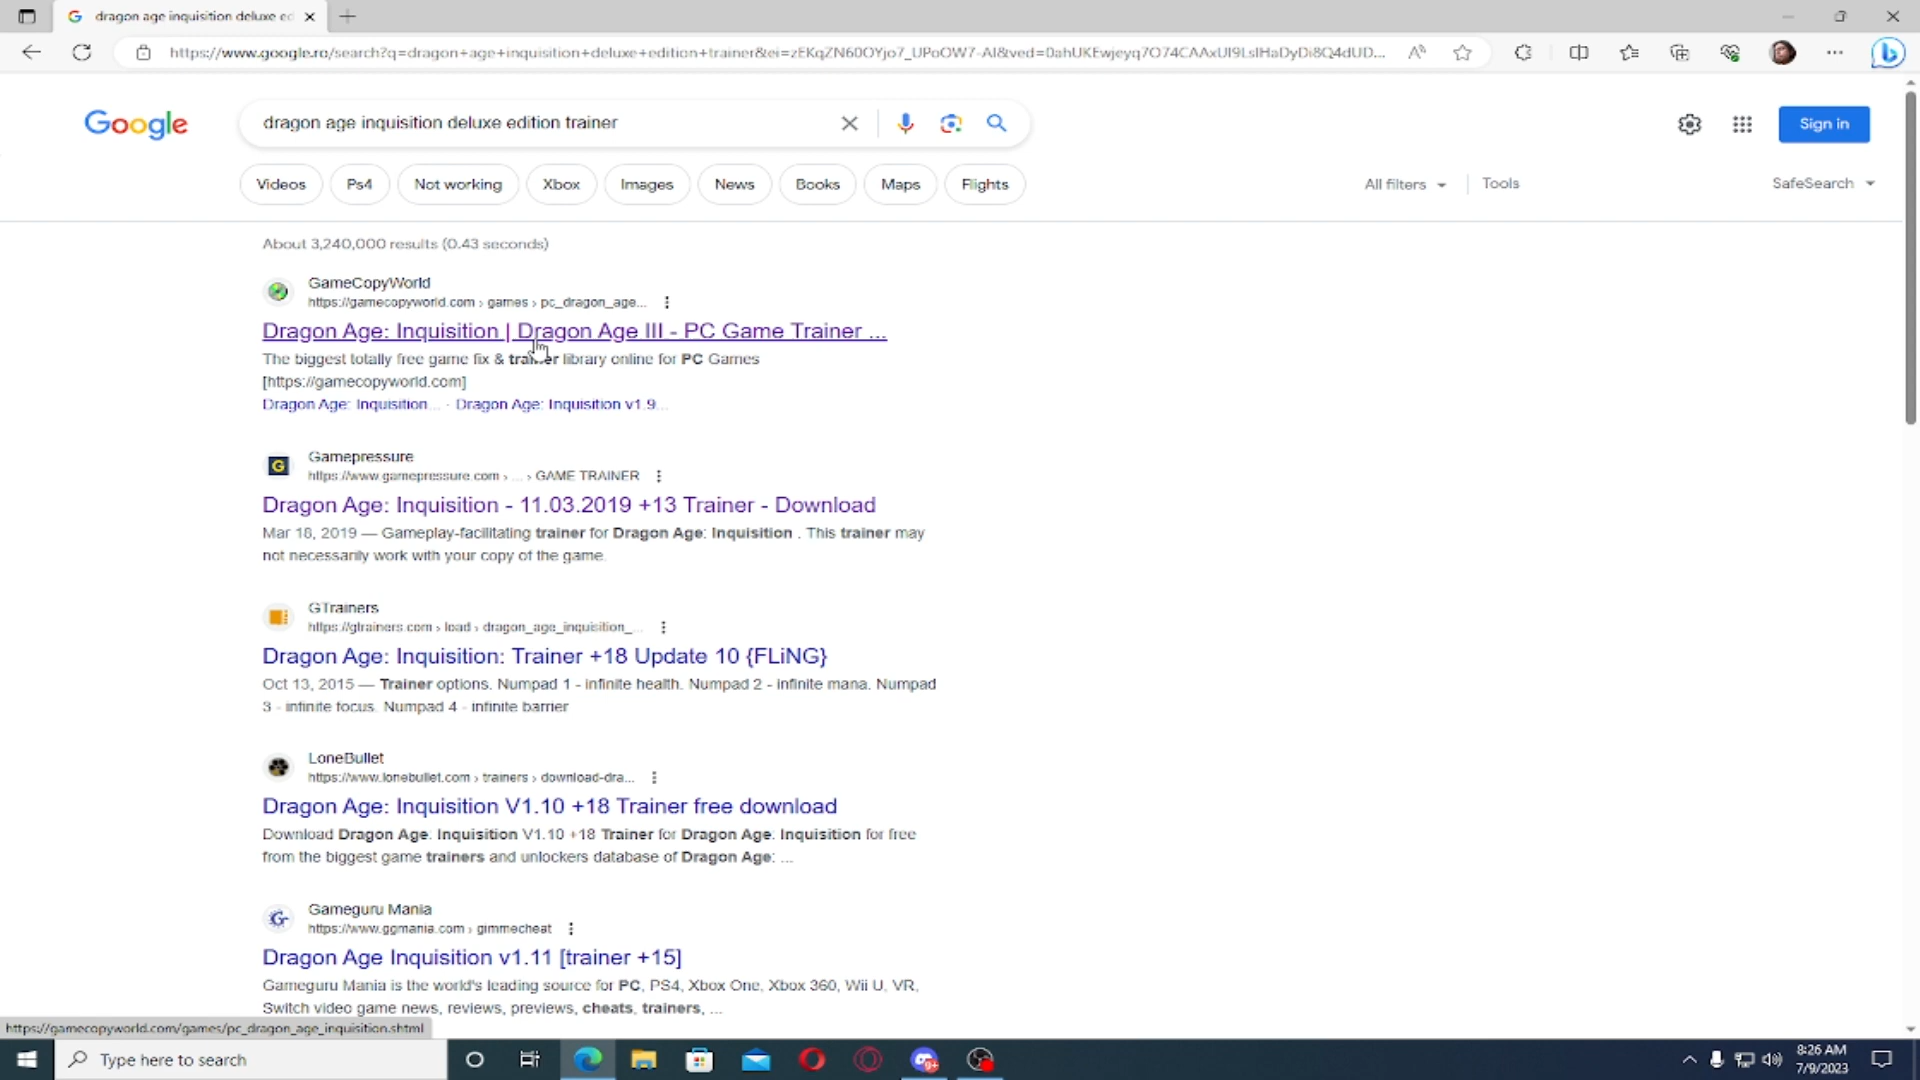 dragon age inquisition deluxe ec
https://www.google.ro/search?q=dragon+age+inquisition+deluxe+edition+trainer&ei=zEKqZN60OYjo7_UPoOW7-AI&ved=0ahUKEwjeyq7O74CAAxUI9LsIHaDyDi8Q4dUD...
Google
dragon age inquisition deluxe edition trainer
Sign in
Videos
Ps4
Not working
Xbox
Images
News
Books
Maps
Flights
All filters
Tools
SafeSearch
About 3,240,000 results (0.43 seconds)
GameCopyWorld
https://gamecopyworld.com › games › pc_dragon_age...
Dragon Age: Inquisition | Dragon Age III - PC Game Trainer ...
The biggest totally free game fix & trainer library online for PC Games
[https://gamecopyworld.com]
Dragon Age: Inquisition... · Dragon Age: Inquisition v1.9...
Gamepressure
https://www.gamepressure.com › ... › GAME TRAINER
Dragon Age: Inquisition - 11.03.2019 +13 Trainer - Download
Mar 18, 2019 — Gameplay-facilitating trainer for Dragon Age: Inquisition . This trainer may
not necessarily work with your copy of the game.
GTrainers
https://gtrainers.com › load › dragon_age_inquisition_...
Dragon Age: Inquisition: Trainer +18 Update 10 {FLiNG}
Oct 13, 2015 — Trainer options. Numpad 1 - infinite health. Numpad 2 - infinite mana. Numpad
3 - infinite focus. Numpad 4 - infinite barrier
LoneBullet
https://www.lonebullet.com › trainers › download-dra...
Dragon Age: Inquisition V1.10 +18 Trainer free download
Download Dragon Age: Inquisition V1.10 +18 Trainer for Dragon Age: Inquisition for free
from the biggest game trainers and unlockers database of Dragon Age: ...
Gameguru Mania
https://www.ggmania.com › gimmecheat
Dragon Age Inquisition v1.11 [trainer +15]
Gameguru Mania is the world's leading source for PC, PS4, Xbox One, Xbox 360, Wii U, VR,
Switch video game news, reviews, previews, cheats, trainers, ...
https://gamecopyworld.com/games/pc_dragon_age_inquisition.shtml
Type here to search
8:26 AM
7/9/2023